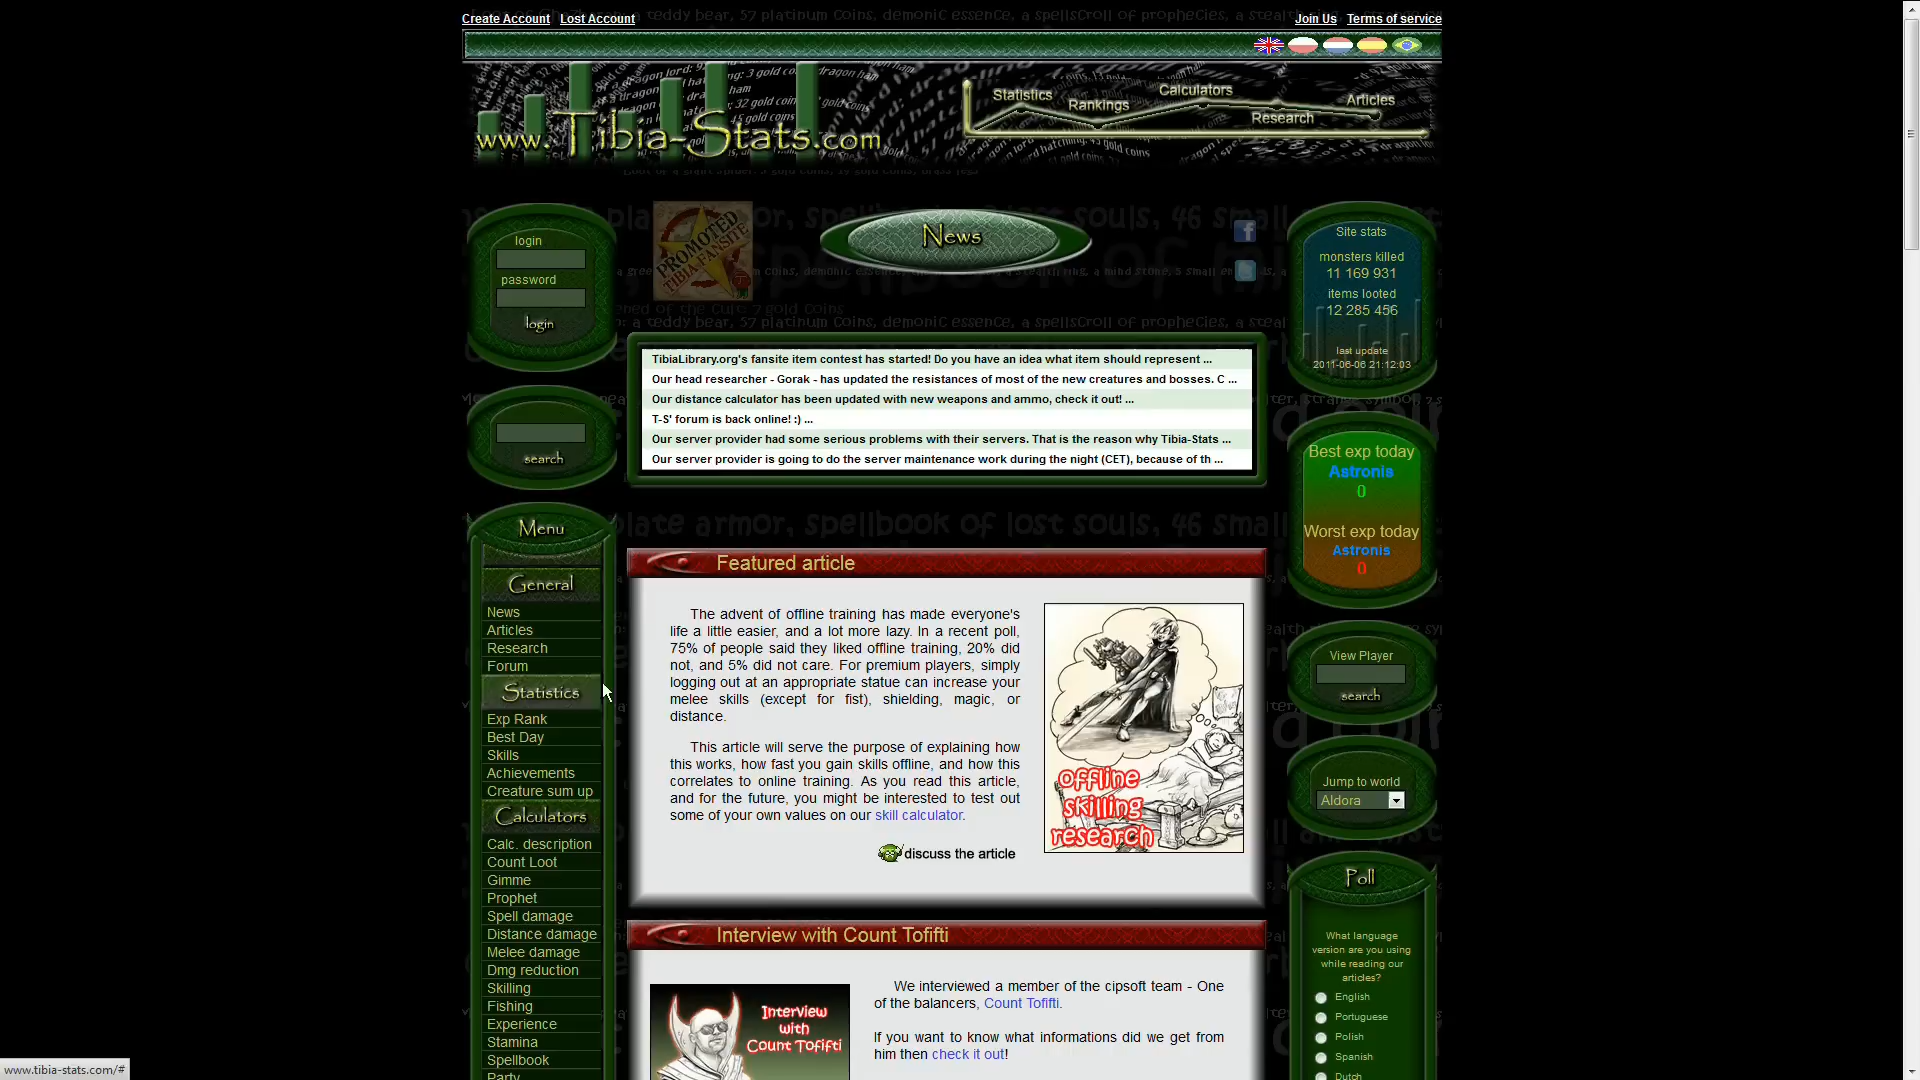 Create Account Lost Account
Join Us Terms of service
www.Tibia-Stats.com
Statistics
Rankings
Calculators
Research
Articles
login
password
login
PROMOTED
TIBIA-FANSITE
News
Site stats
monsters killed
11 169 931
items looted
12 285 456
last update
2011-06-06 21:12:03
search
TibiaLibrary.org's fansite item contest has started! Do you have an idea what item should represent ...
Our head researcher - Gorak - has updated the resistances of most of the new creatures and bosses. C ...
Our distance calculator has been updated with new weapons and ammo, check it out! ...
T-S' forum is back online! :) ...
Our server provider had some serious problems with their servers. That is the reason why Tibia-Stats ...
Our server provider is going to do the server maintenance work during the night (CET), because of th ...
Best exp today
Astronis
0
Worst exp today
Astronis
0
Menu
General
News
Articles
Research
Forum
Statistics
Exp Rank
Best Day
Skills
Achievements
Creature sum up
Calculators
Calc. description
Count Loot
Gimme
Prophet
Spell damage
Distance damage
Melee damage
Dmg reduction
Skilling
Fishing
Experience
Stamina
Spellbook
Party
Featured article
The advent of offline training has made everyone's
life a little easier, and a lot more lazy. In a recent poll,
75% of people said they liked offline training, 20% did
not, and 5% did not care. For premium players, simply
logging out at an appropriate statue can increase your
melee skills (except for fist), shielding, magic, or
distance.
This article will serve the purpose of explaining how
this works, how fast you gain skills offline, and how this
correlates to online training. As you read this article,
and for the future, you might be interested to test out
some of your own values on our skill calculator.
discuss the article
offline
skilling
research
Interview with Count Tofifti
Interview
with
Count Tofifti
We interviewed a member of the cipsoft team - One
of the balancers, Count Tofifti.
If you want to know what informations did we get from
him then check it out!
View Player
search
Jump to world
Aldora
Poll
What language
version are you using
while reading our
articles?
English
Portuguese
Polish
Spanish
Dutch
www.tibia-stats.com/#